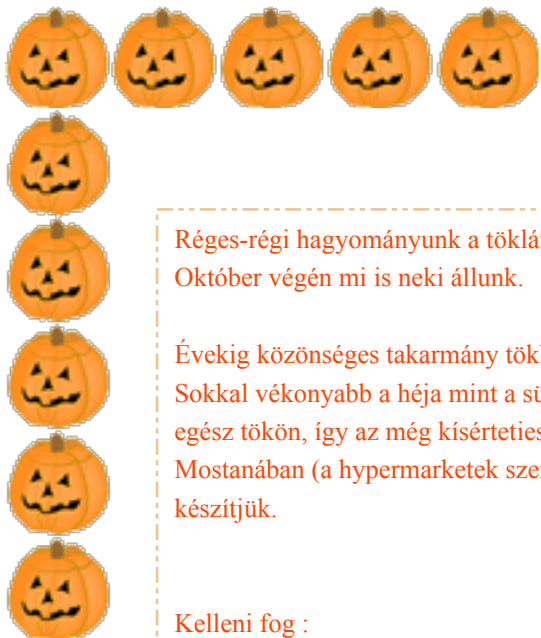 Réges-régi hagyományunk a töklá
Október végén mi is neki állunk.
Évekig közönséges takarmány tök
Sokkal vékonyabb a héja mint a sü
egész tökön, így az még kísérteties
Mostanában (a hypermarketek sze
készítjük.
Kelleni fog :